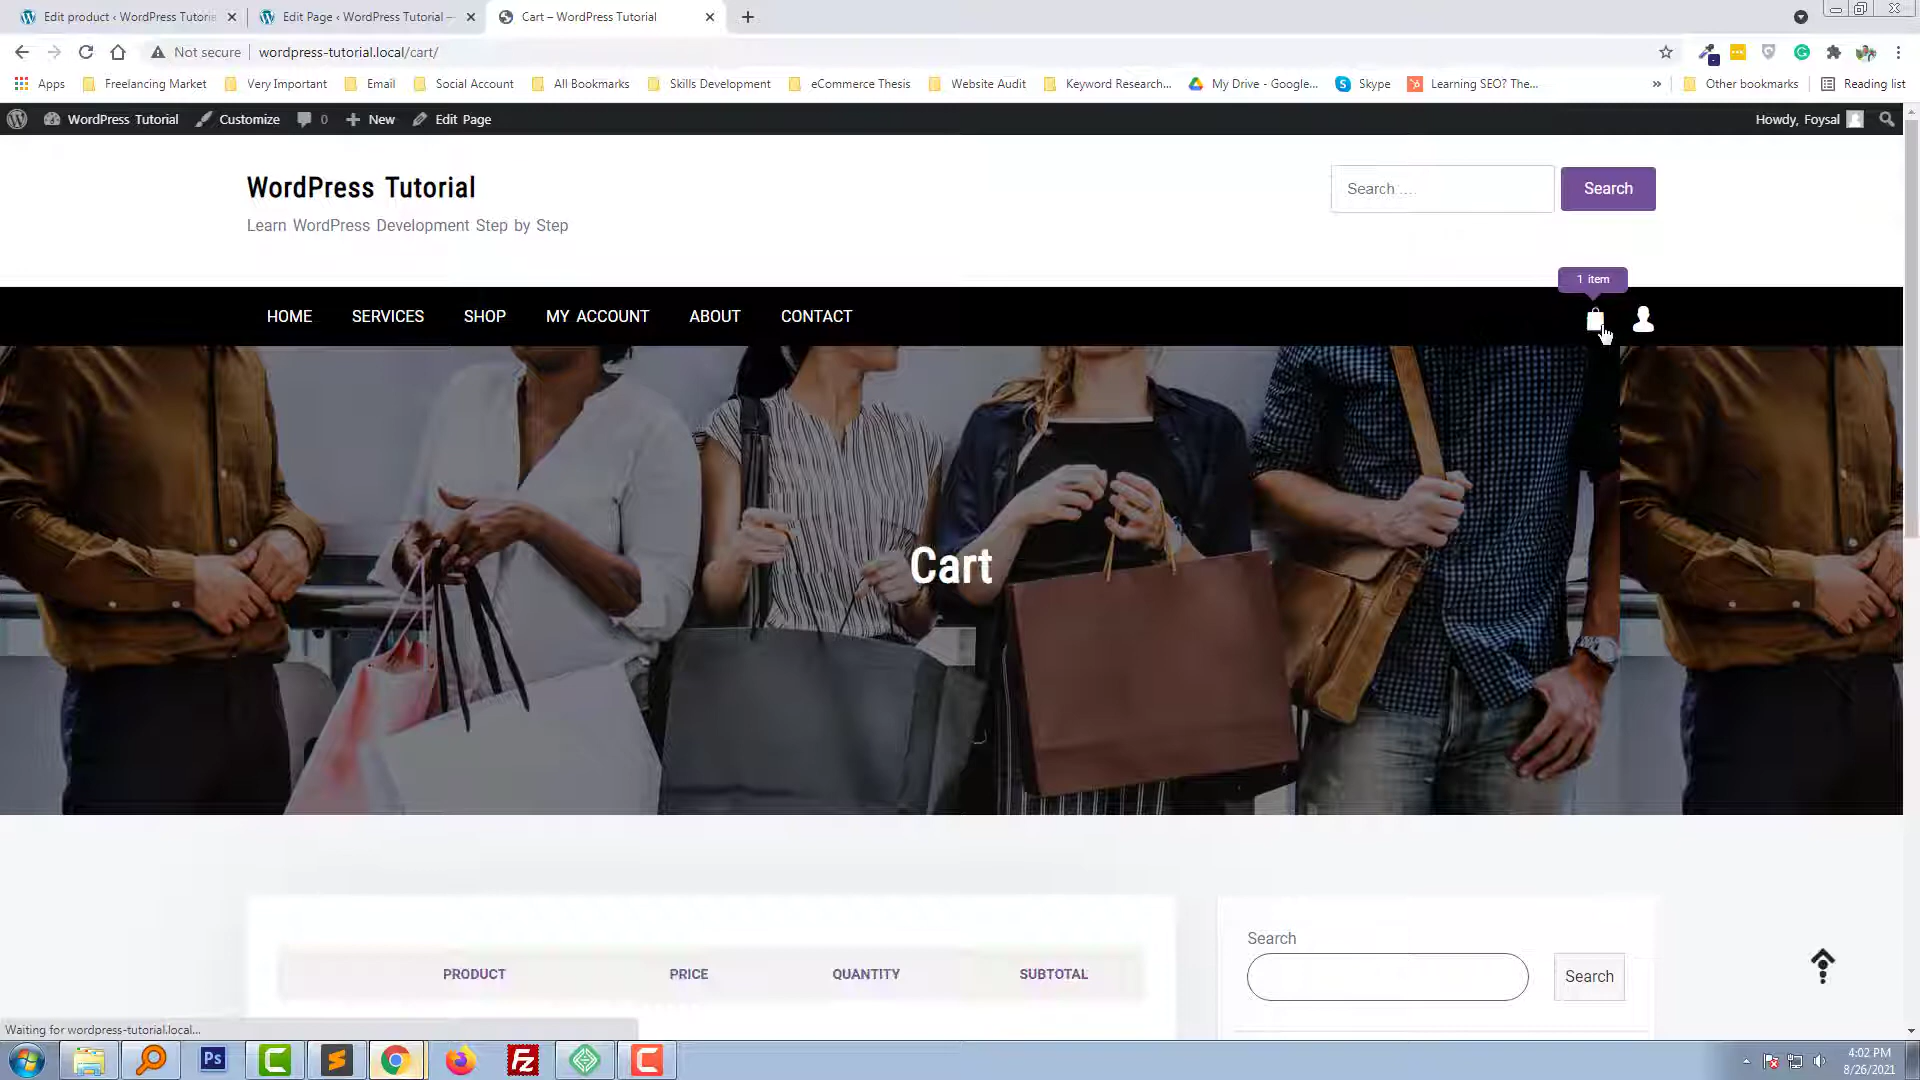 Edit product ‹ WordPress Tutoria
Edit Page ‹ WordPress Tutorial —
Cart – WordPress Tutorial
Not secure
wordpress-tutorial.local/cart/
Apps
Freelancing Market
Very Important
Email
Social Account
All Bookmarks
Skills Development
eCommerce Thesis
Website Audit
Keyword Research...
My Drive - Google...
Skype
Learning SEO? The...
»
Other bookmarks
Reading list
WordPress Tutorial
Customize
0
New
Edit Page
Howdy, Foysal
WordPress Tutorial
Learn WordPress Development Step by Step
Search ...
Search
1 item
HOME
SERVICES
SHOP
MY ACCOUNT
ABOUT
CONTACT
Cart
PRODUCT
PRICE
QUANTITY
SUBTOTAL
Search
Search
Waiting for wordpress-tutorial.local...
Ps
Fz
4:02 PM
8/26/2021